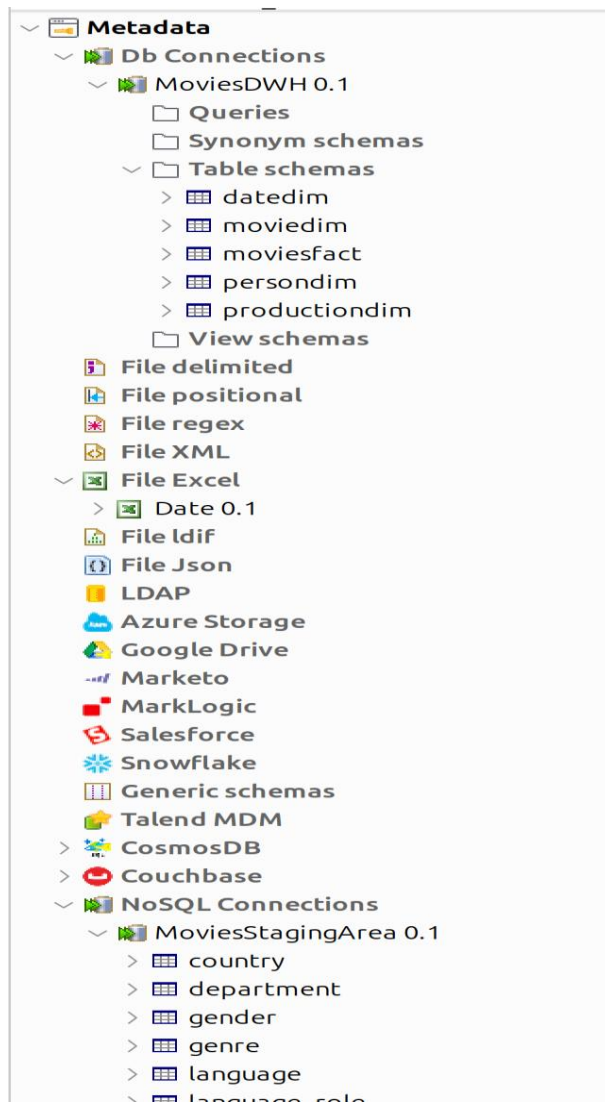 Metadata
Db Connections
MoviesDWH 0.1
Queries
Synonym schemas
Table schemas
datedim
moviedim
moviesfact
persondim
productiondim
View schemas
File delimited
File positional
File regex
File XML
File Excel
Date 0.1
File ldif
File Json
LDAP
Azure Storage
Google Drive
Marketo
MarkLogic
Salesforce
Snowflake
Generic schemas
Talend MDM
CosmosDB
Couchbase
NoSQL Connections
MoviesStagingArea 0.1
country
department
gender
genre
language
language_role